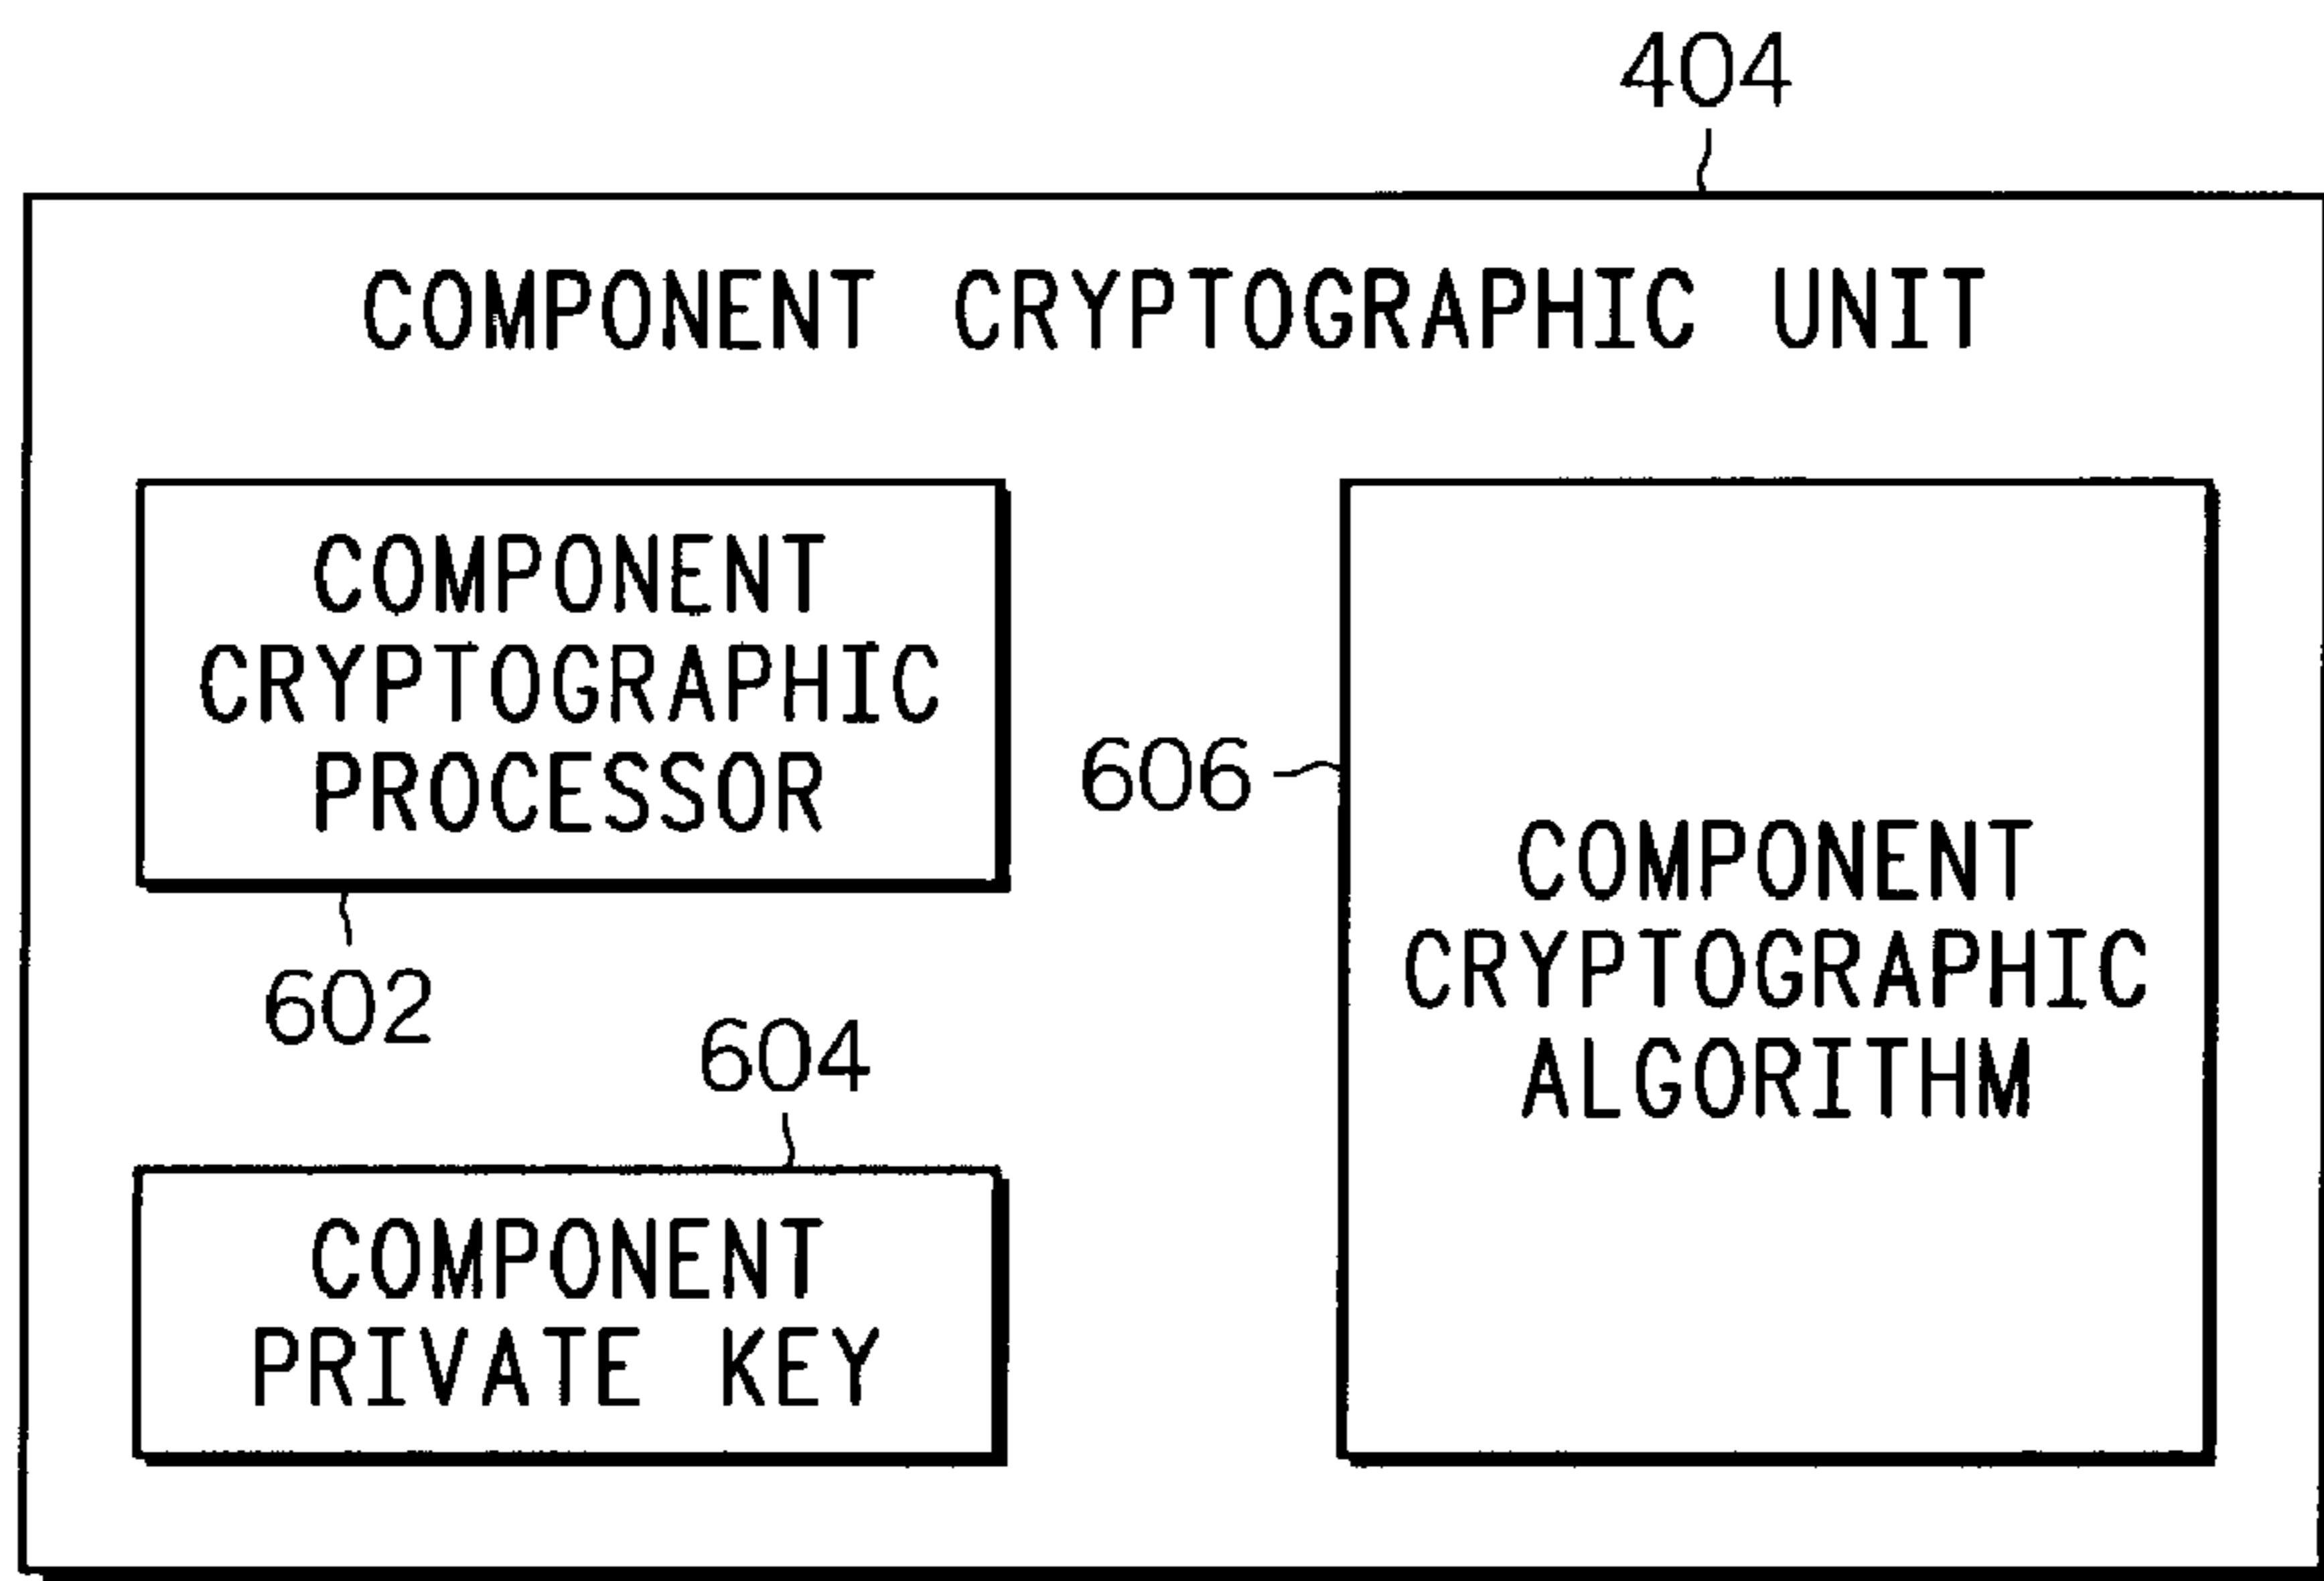 404
COMPONENT CRYPTOGRAPHIC UNIT
COMPONENT
CRYPTOGRAPHIC
PROCESSOR
602
604
COMPONENT
PRIVATE KEY
606
COMPONENT
CRYPTOGRAPHIC
ALGORITHM